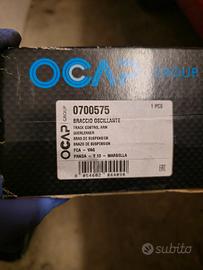 OCAP GROUP
OCAP GROUP
0700575
1 PCS
BRACCIO OSCILLANTE
TRACK CONTROL ARM
QUERLENKER
BRAS DE SUSPENSION
BRAZO DE SUSPENSION
FCA - VAG
PANDA - Y 10 - MARBELLA
EAC
subito